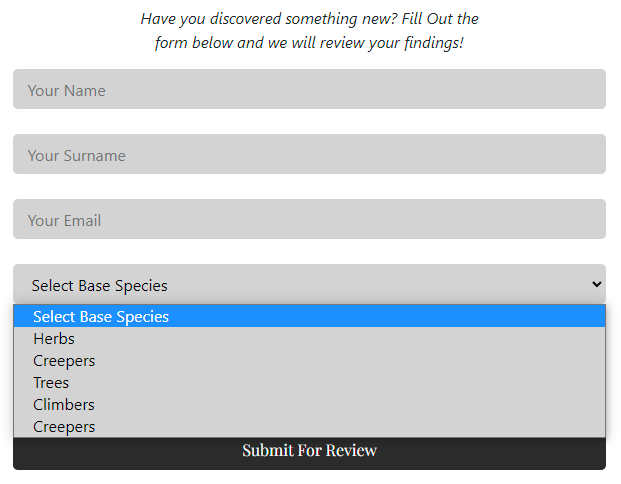 Have you discovered something new? Fill Out the
form below and we will review your findings!
Your Name
Your Surname
Your Email
Select Base Species
Select Base Species
Herbs
Creepers
Trees
Climbers
Creepers
Submit For Review